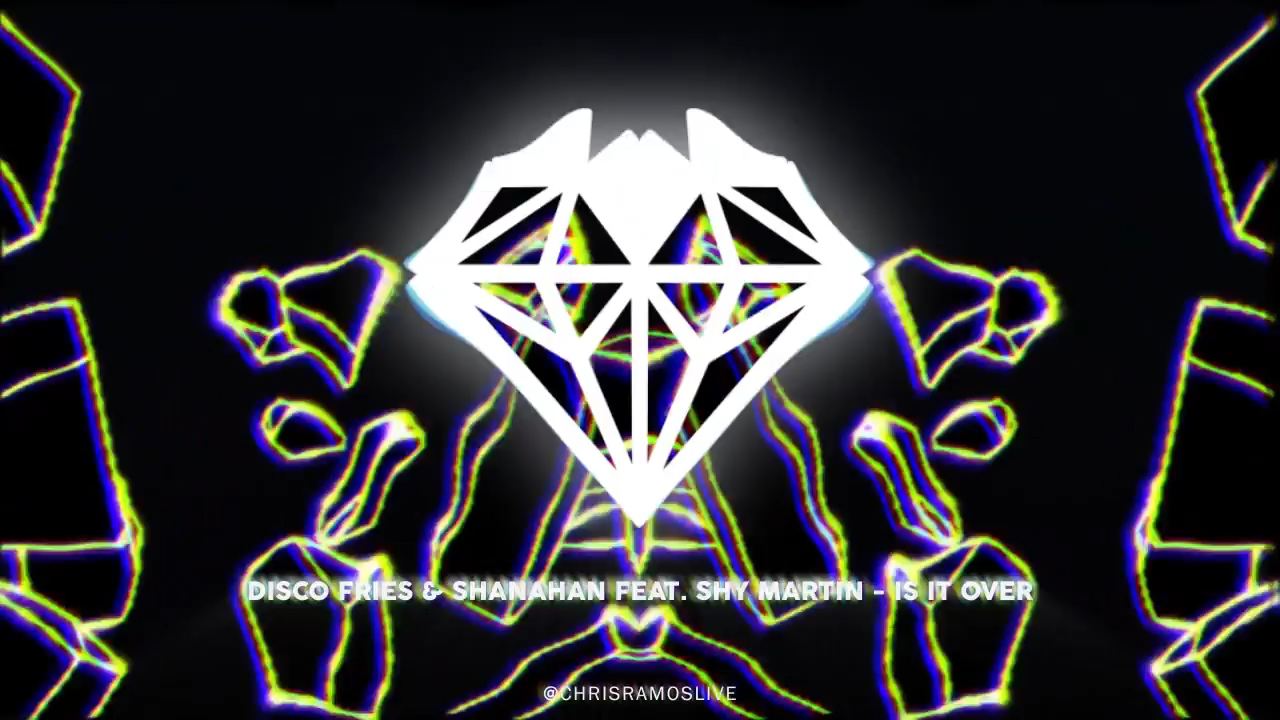 DISCO FRIES & SHANAHAN FEAT. SHY MARTIN - IS IT OVER
@CHRISRAMOSLIVE